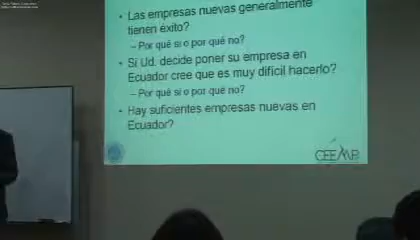 • Las empresas nuevas generalmente
tienen éxito?
– Por qué si o por qué no?
• Si Ud. decide poner su empresa en
Ecuador cree que es muy difícil hacerlo?
– Por qué si o por qué no?
• Hay suficientes empresas nuevas en
Ecuador?
CEEMP